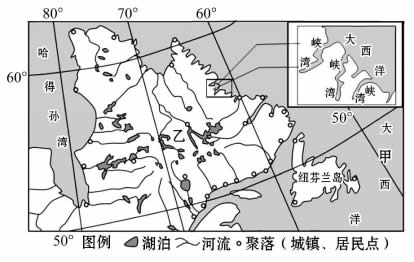 80°
70°
60°
60°
50°
50°
哈
得
孙
湾
乙
大
西
洋
峡
湾
峡
湾
峡
湾
大
甲
西
洋
纽芬兰岛
图例
湖泊
河流
聚落（城镇、居民点）